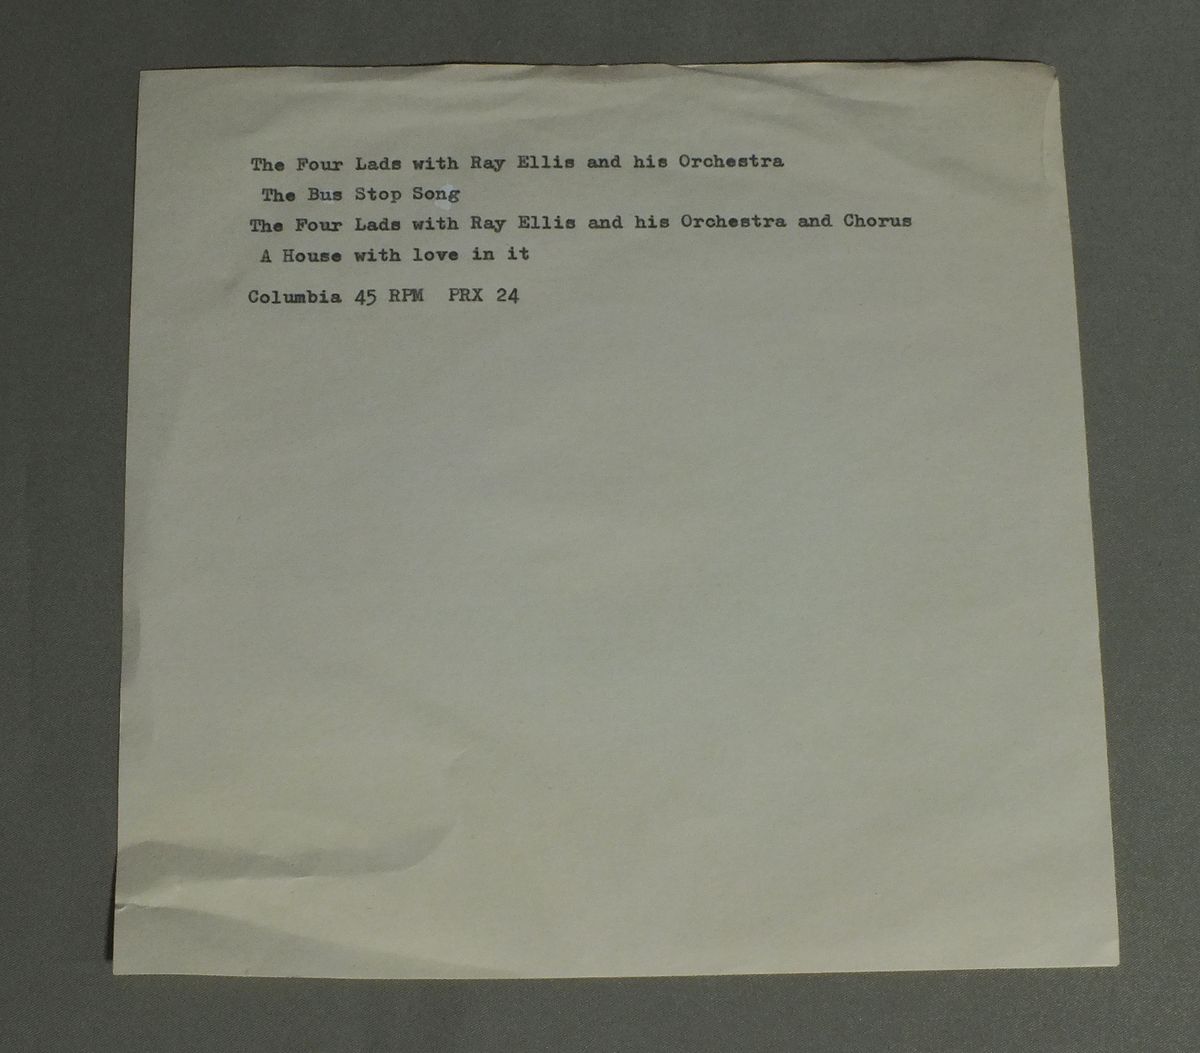 The Four Lads with Ray Ellis and his Orchestra
The Bus Stop Song
The Four Lads with Ray Ellis and his Orchestra and Chorus
A House with love in it
Columbia 45 RPM PRX 24